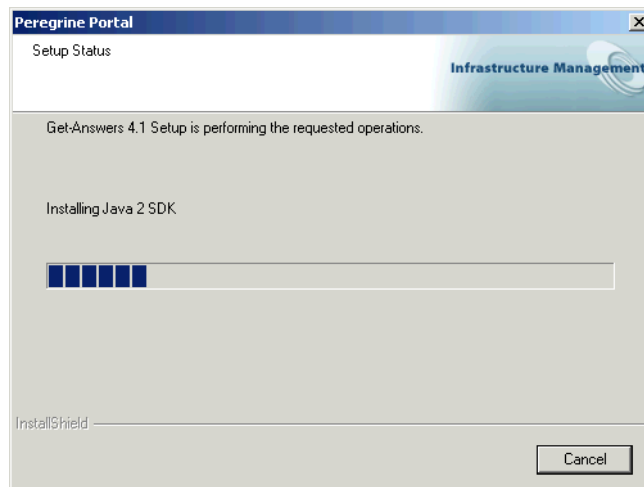 Peregrine Portal
Setup Status
Infrastructure Management
Get-Answers 4.1 Setup is performing the requested operations.
Installing Java 2 SDK
InstallShield
Cancel